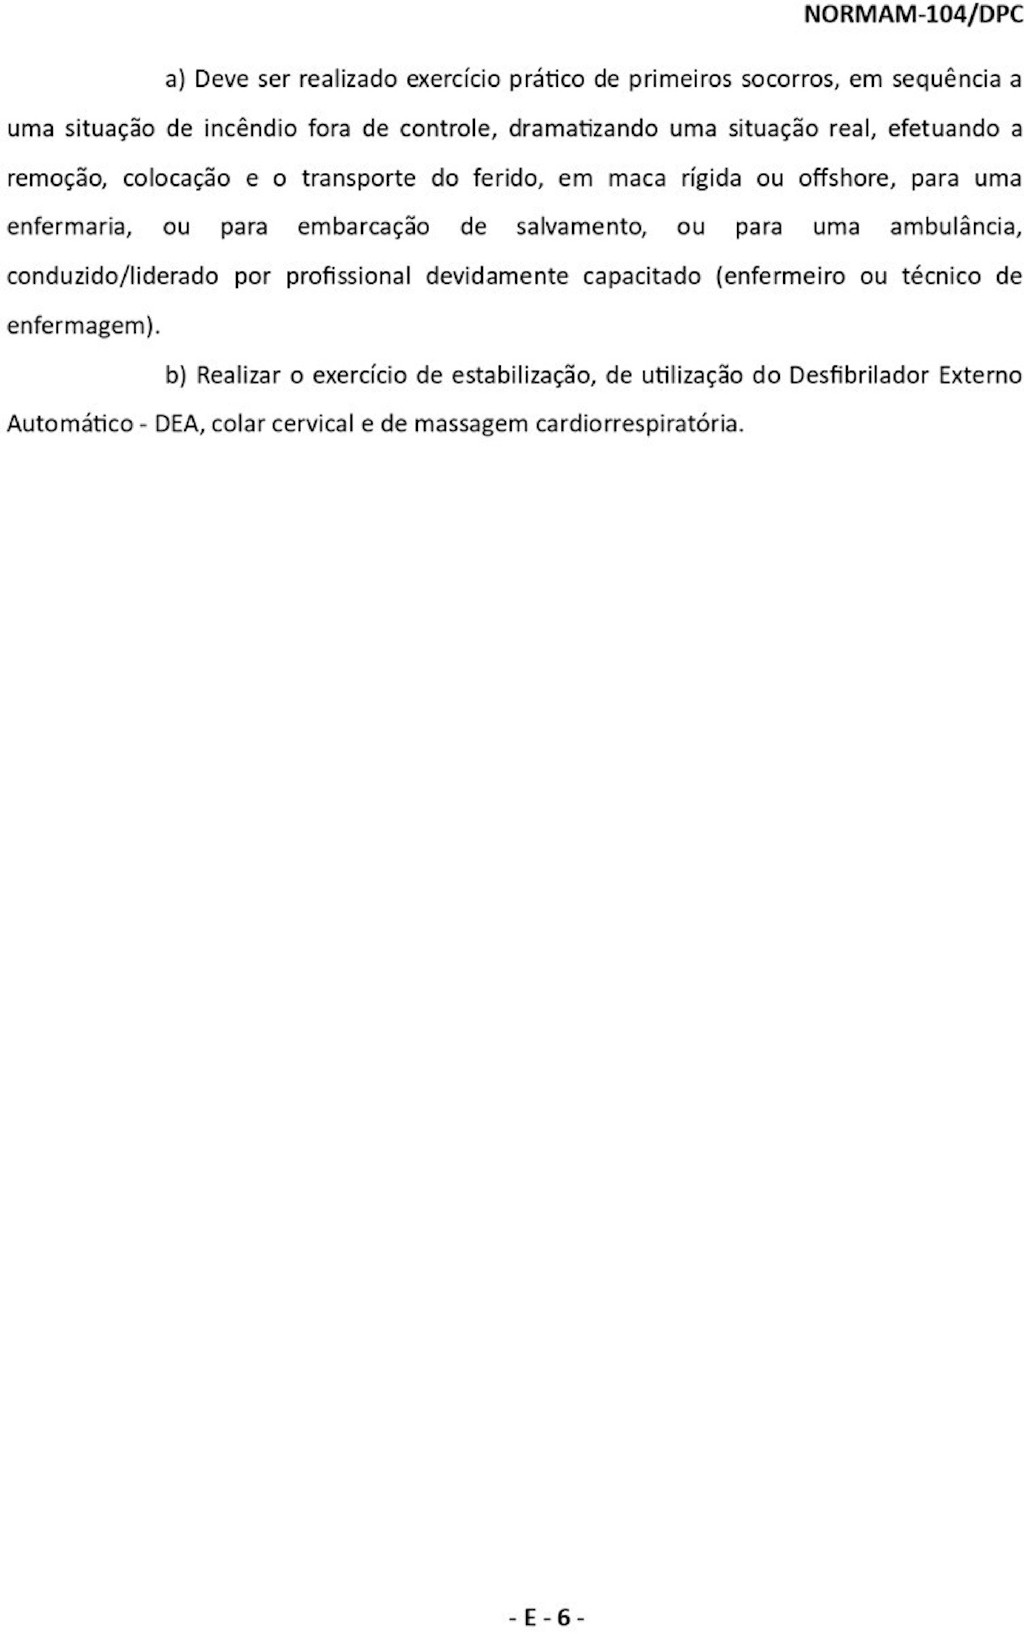 NORMAM-104/DPC
a) Deve ser realizado exercício prático de primeiros socorros, em sequência a
uma situação de incêndio fora de controle, dramatizando uma situação real, efetuando a
remoção, colocação e o transporte do ferido, em maca rígida ou offshore, para uma
enfermaria, ou para embarcação de salvamento, ou para uma ambulância,
conduzido/liderado por profissional devidamente capacitado (enfermeiro ou técnico de
enfermagem).
b) Realizar o exercício de estabilização, de utilização do Desfibrilador Externo
Automático - DEA, colar cervical e de massagem cardiorrespiratória.
- E - 6 -